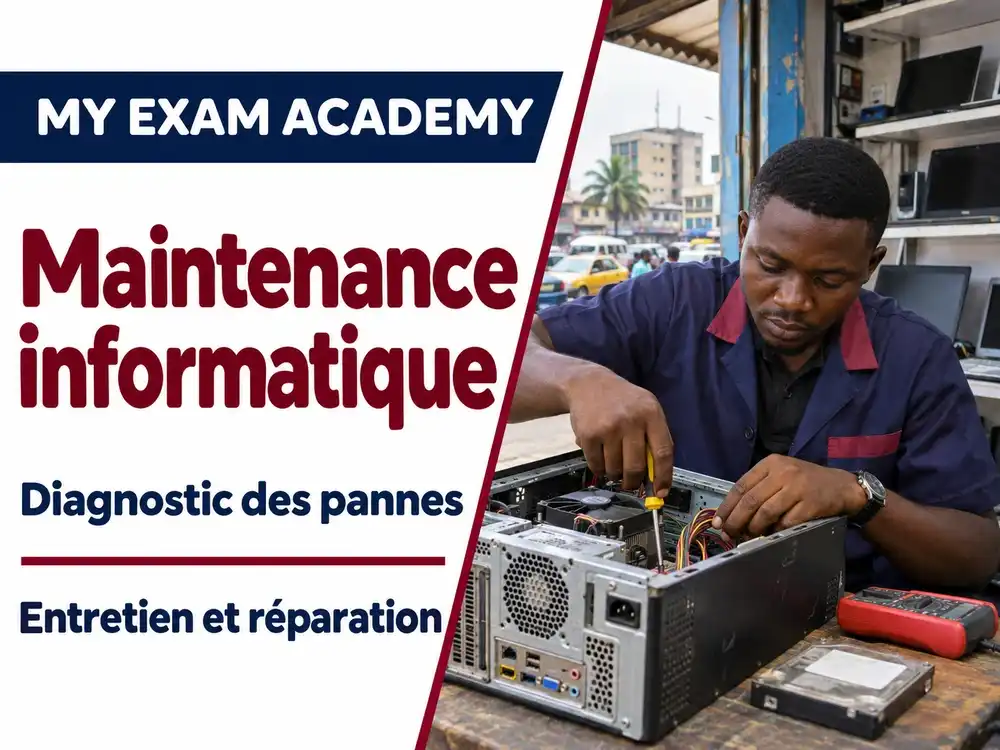 MY EXAM ACADEMY
Maintenance
informatique
Diagnostic des pannes
Entretien et réparation